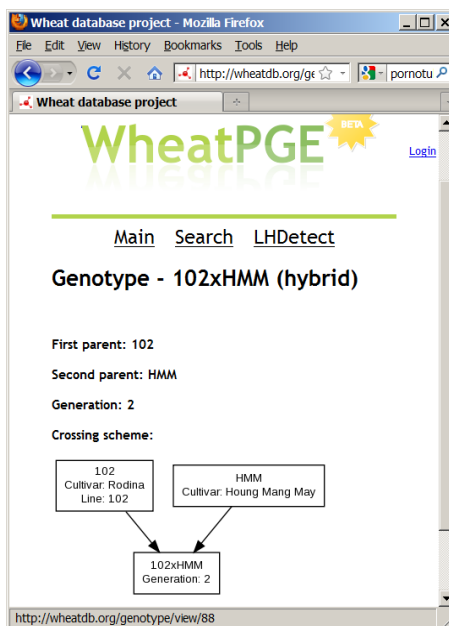 Wheat database project - Mozilla Firefox
File Edit View History Bookmarks Tools Help
http://wheatdb.org/ge pornotu
Wheat database project
WheatPGE BETA
Login
Main Search LHDetect
Genotype - 102xHMM (hybrid)
First parent: 102
Second parent: HMM
Generation: 2
Crossing scheme:
102
Cultivar: Rodina
Line: 102
HMM
Cultivar: Houng Mang May
102xHMM
Generation: 2
http://wheatdb.org/genotype/view/88